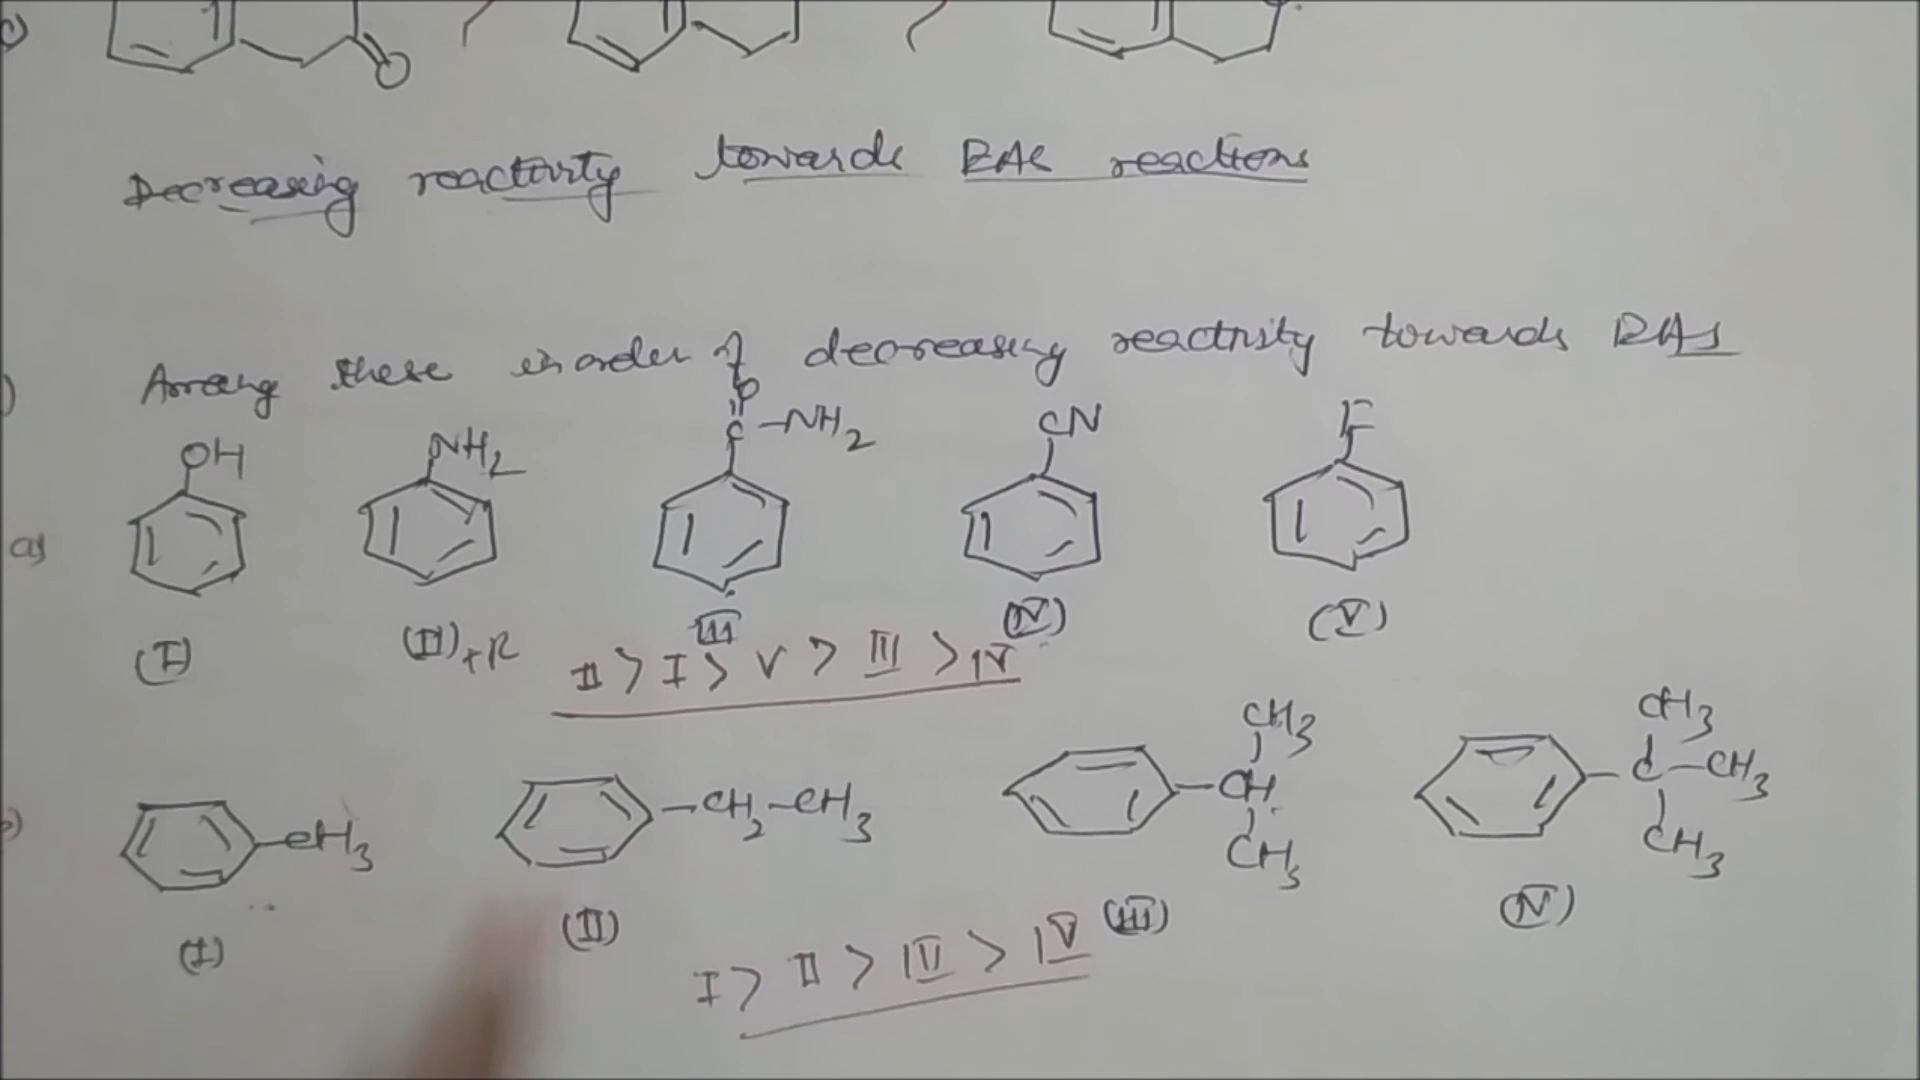 c)
O
Decreasing reactivity towards EAS reactions
Arrang these in order of decreasing reactivity towards EAS
a)
OH
NH2
O
C-NH2
CN
F
(I)
(II) +R
III
(IV)
(V)
II > I > V > III > IV
CH3
CH2-CH3
CH3
CH
CH3
CH3
C-CH3
CH3
(I)
(II)
(III)
(IV)
I > II > III > IV